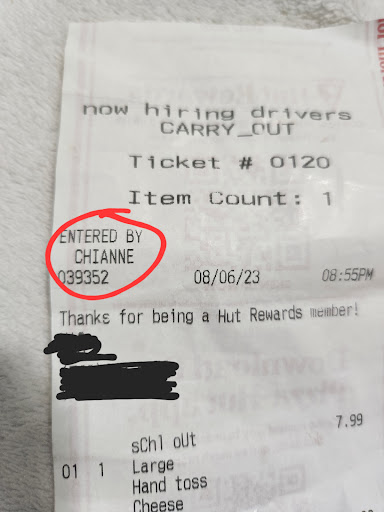 now hiring drivers
CARRY_OUT
Ticket # 0120
Item Count: 1
ENTERED BY
CHIANNE
039352 08/06/23 08:55PM
Thanks for being a Hut Rewards member!
7.99
sChl oUt
01 1 Large
Hand toss
Cheese